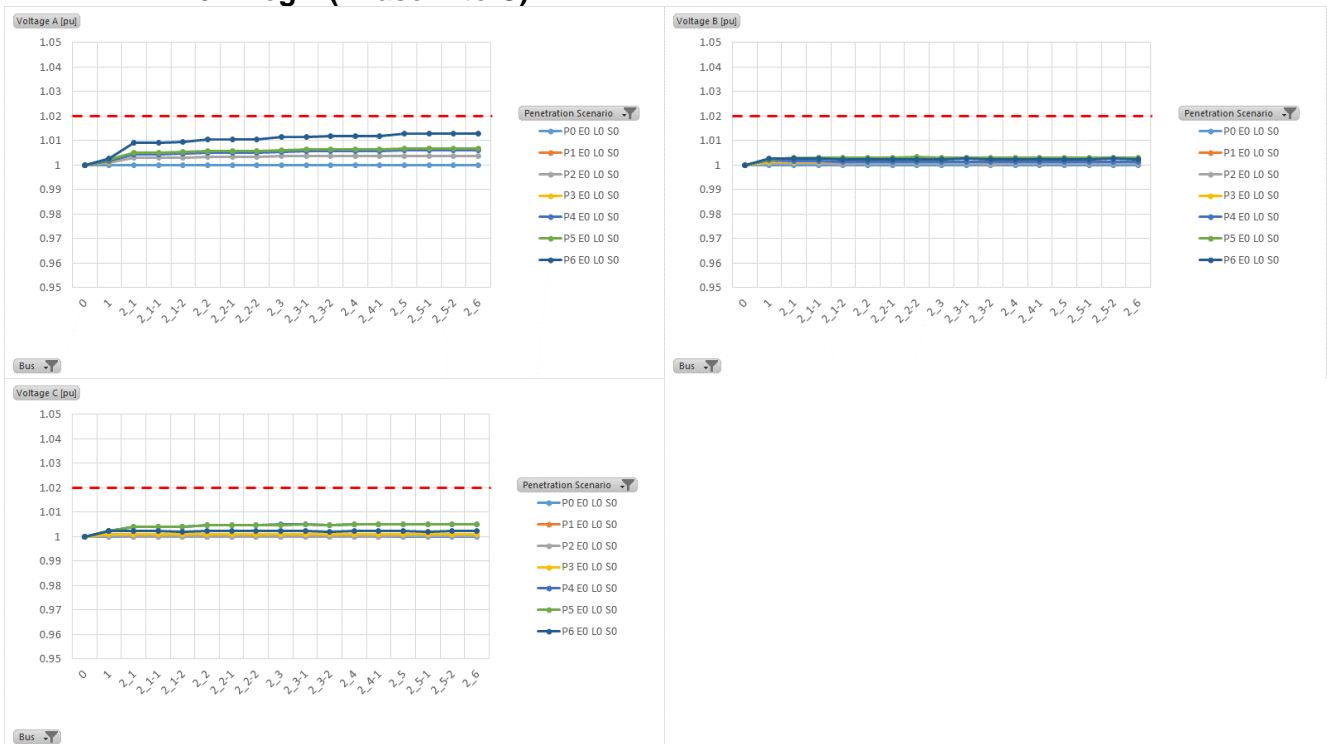 Voltage A [pu]
1.05
1.04
1.03
1.02
1.01
1
0.99
0.98
0.97
0.96
0.95
0 1 2_1 2_1-1 2_1-2 2_2 2_2-1 2_2-2 2_3 2_3-1 2_3-2 2_4 2_4-1 2_5 2_5-1 2_5-2 2_6
Penetration Scenario
P0 E0 L0 S0
P1 E0 L0 S0
P2 E0 L0 S0
P3 E0 L0 S0
P4 E0 L0 S0
P5 E0 L0 S0
P6 E0 L0 S0
Bus
Voltage B [pu]
1.05
1.04
1.03
1.02
1.01
1
0.99
0.98
0.97
0.96
0.95
0 1 2_1 2_1-1 2_1-2 2_2 2_2-1 2_2-2 2_3 2_3-1 2_3-2 2_4 2_4-1 2_5 2_5-1 2_5-2 2_6
Penetration Scenario
P0 E0 L0 S0
P1 E0 L0 S0
P2 E0 L0 S0
P3 E0 L0 S0
P4 E0 L0 S0
P5 E0 L0 S0
P6 E0 L0 S0
Bus
Voltage C [pu]
1.05
1.04
1.03
1.02
1.01
1
0.99
0.98
0.97
0.96
0.95
0 1 2_1 2_1-1 2_1-2 2_2 2_2-1 2_2-2 2_3 2_3-1 2_3-2 2_4 2_4-1 2_5 2_5-1 2_5-2 2_6
Penetration Scenario
P0 E0 L0 S0
P1 E0 L0 S0
P2 E0 L0 S0
P3 E0 L0 S0
P4 E0 L0 S0
P5 E0 L0 S0
P6 E0 L0 S0
Bus